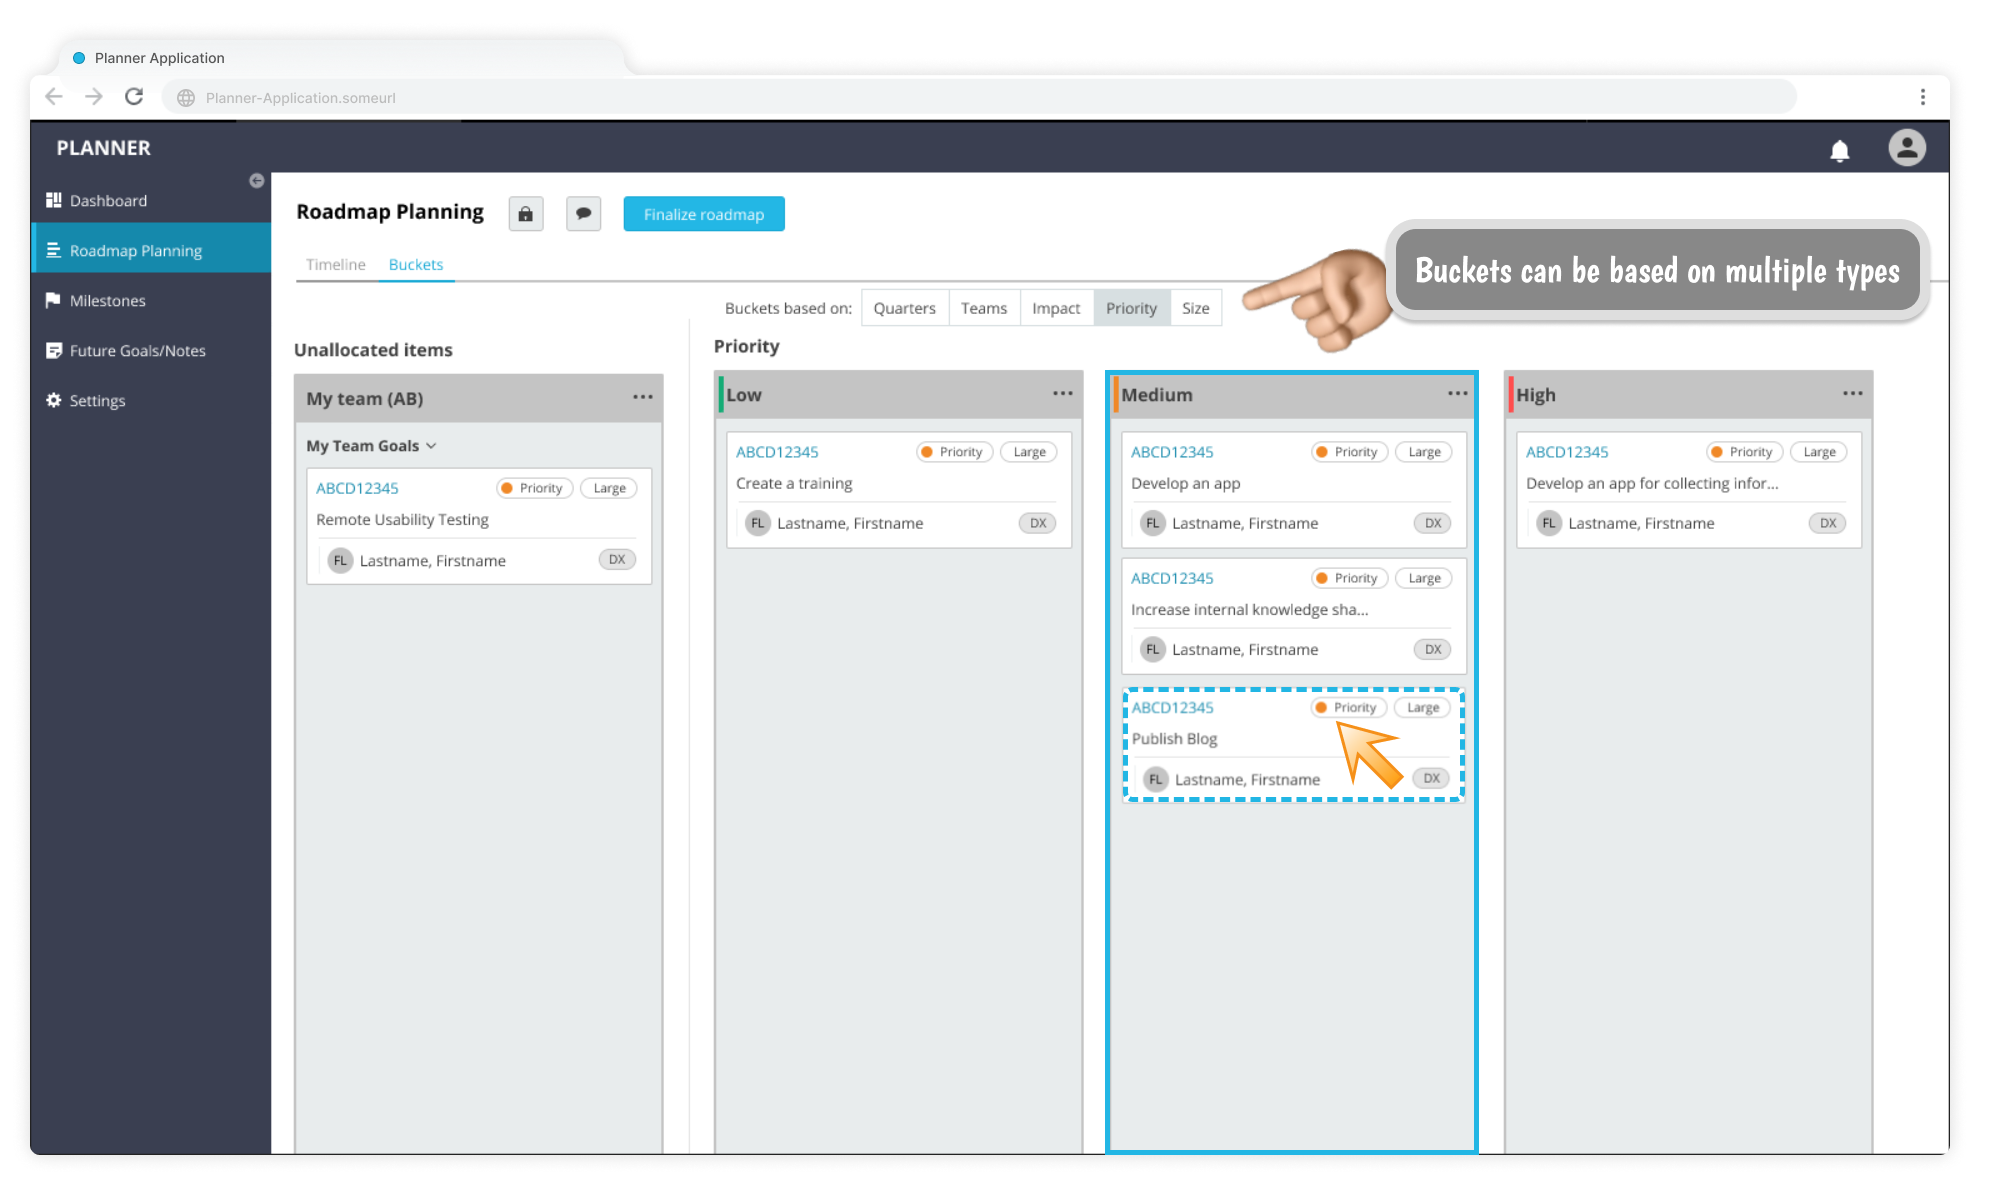 Planner Application
Planner-Application.someurl
PLANNER
Dashboard
Roadmap Planning
Milestones
Future Goals/Notes
Settings
Roadmap Planning
Finalize roadmap
Timeline
Buckets
Buckets can be based on multiple types
Buckets based on:
Quarters
Teams
Impact
Priority
Size
Unallocated items
My team (AB)
My Team Goals
ABCD12345
Priority
Large
Remote Usability Testing
FL
Lastname, Firstname
DX
Priority
Low
ABCD12345
Priority
Large
Create a training
FL
Lastname, Firstname
DX
Medium
ABCD12345
Priority
Large
Develop an app
FL
Lastname, Firstname
DX
ABCD12345
Priority
Large
Increase internal knowledge sha...
FL
Lastname, Firstname
DX
ABCD12345
Priority
Large
Publish Blog
FL
Lastname, Firstname
DX
High
ABCD12345
Priority
Large
Develop an app for collecting infor...
FL
Lastname, Firstname
DX